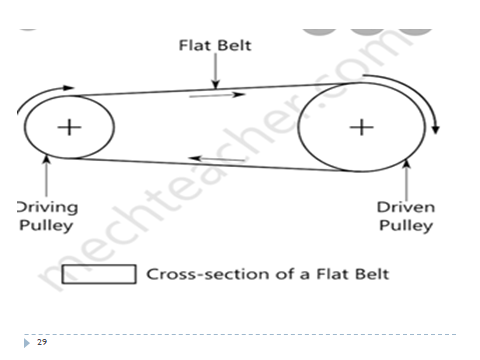 Flat Belt
Driving
Pulley
Driven
Pulley
Cross-section of a Flat Belt
mechteacher.com
29